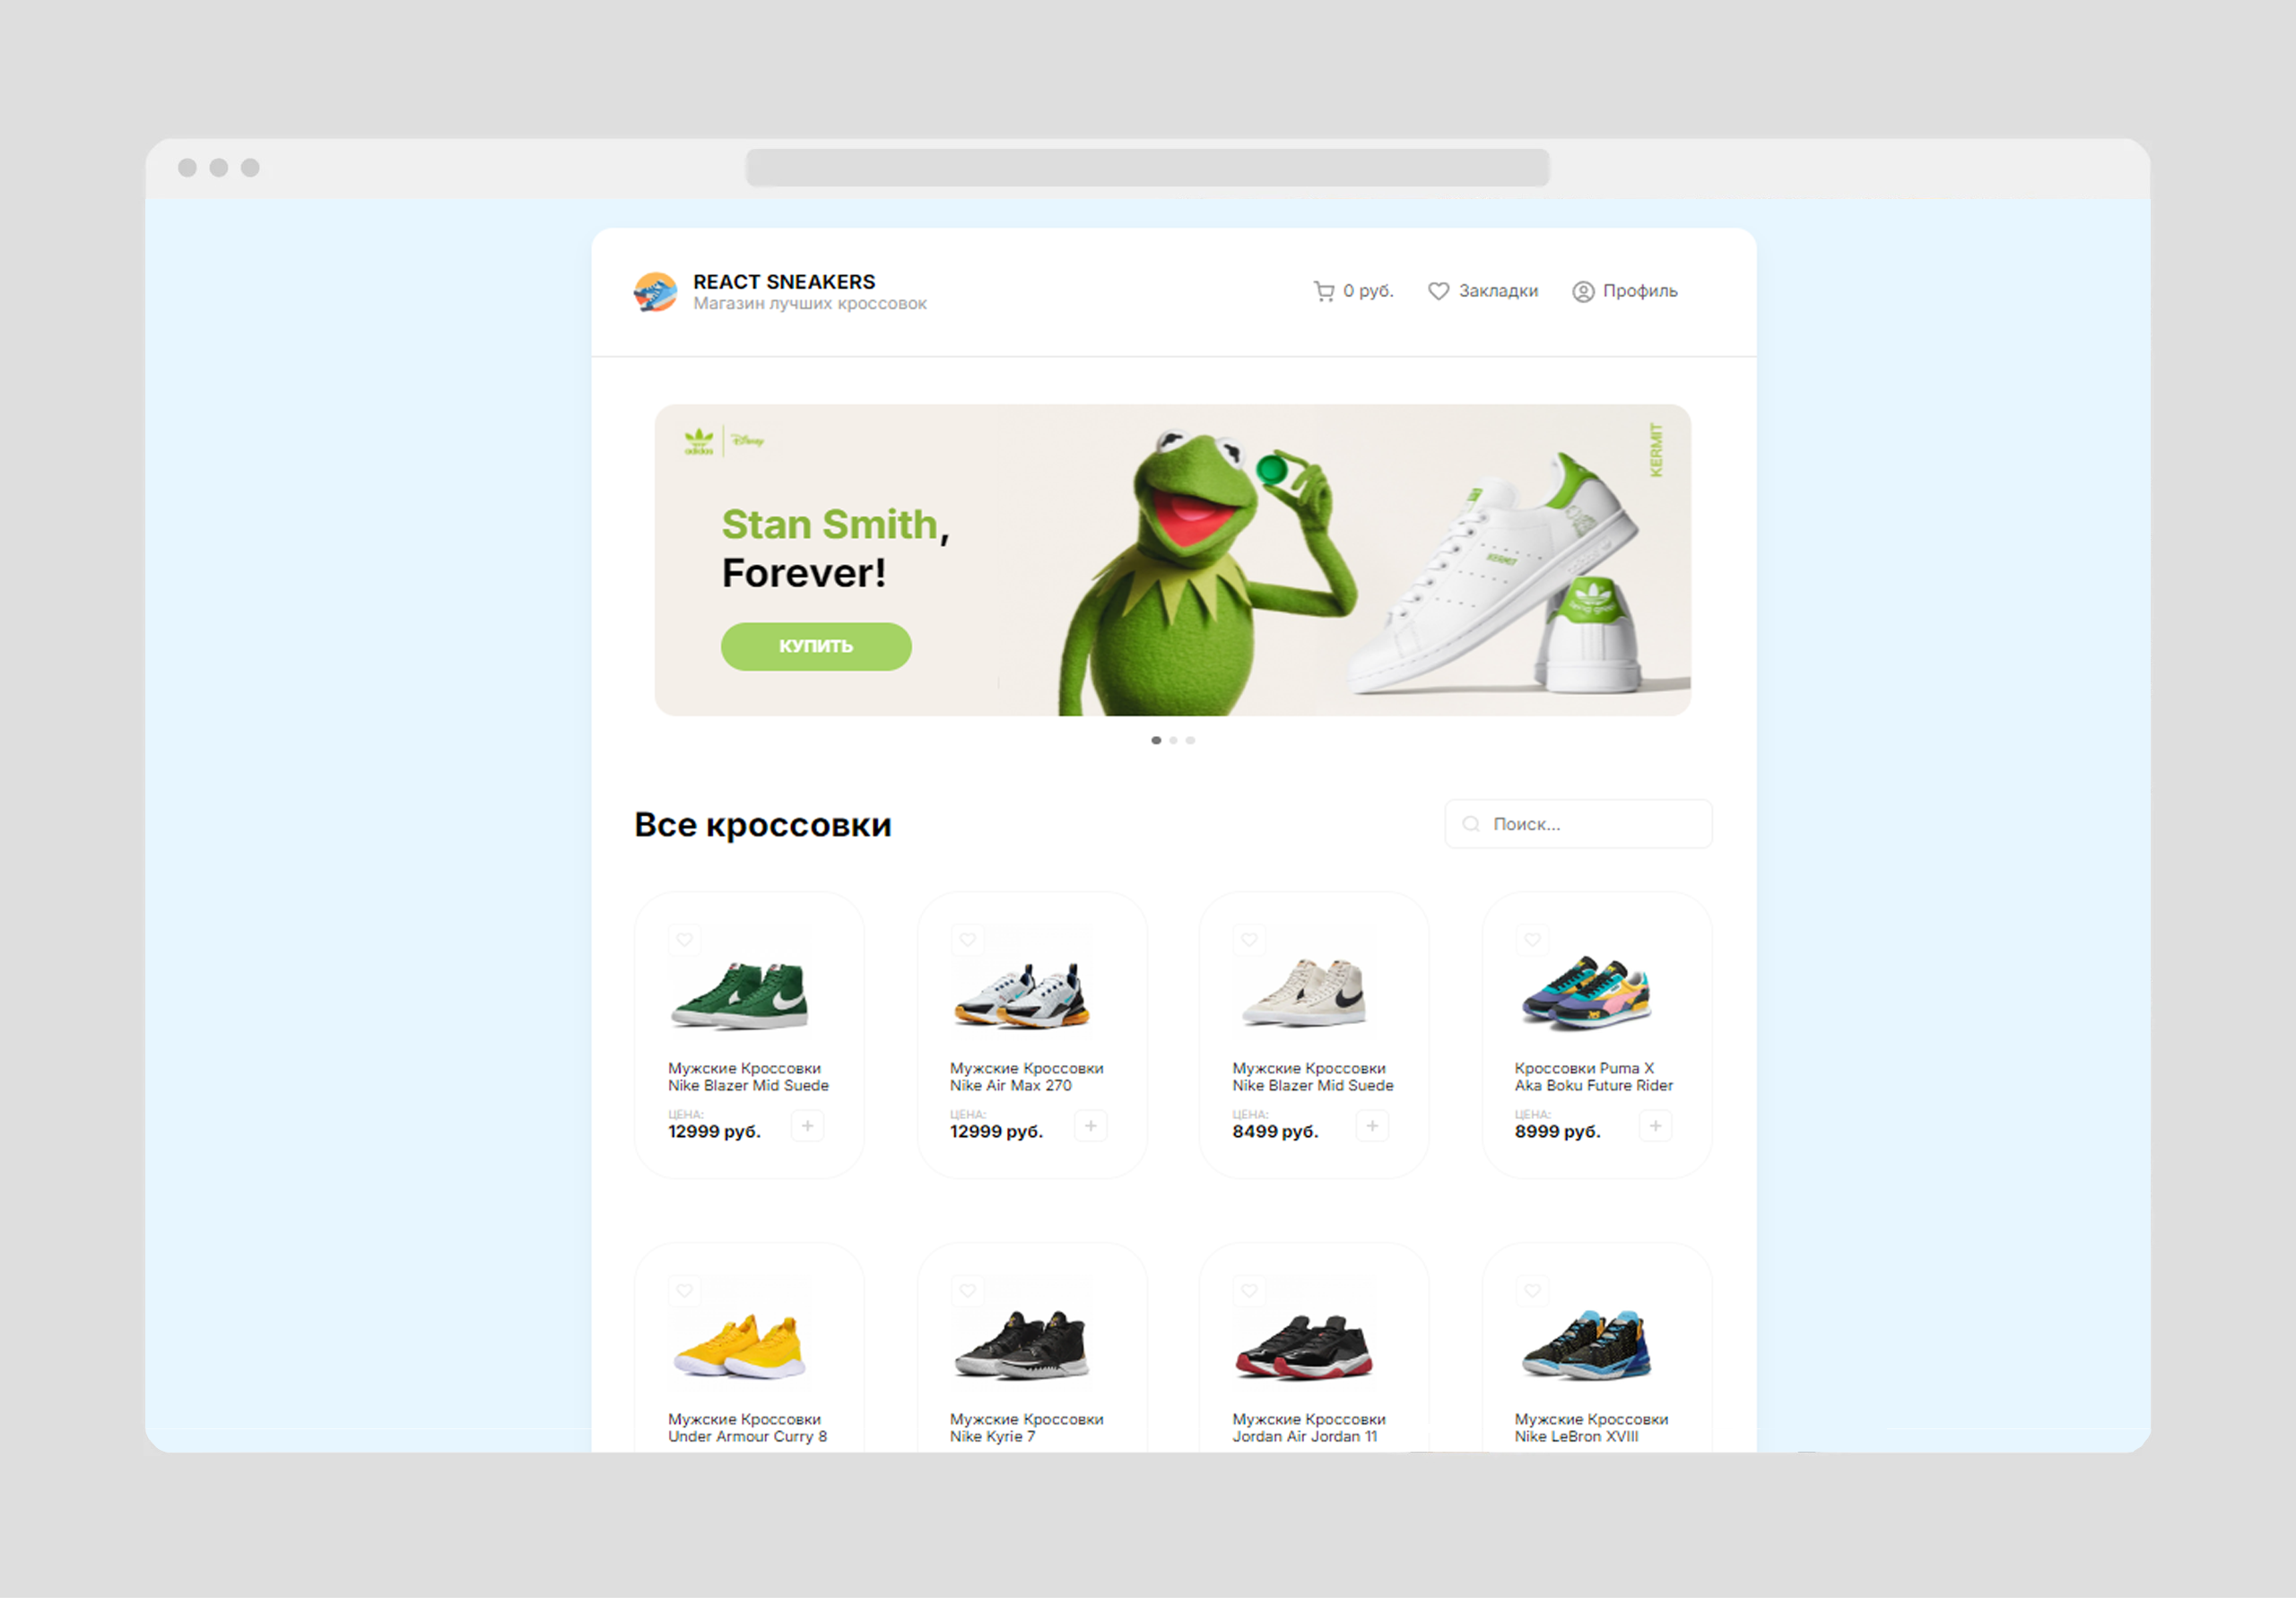 REACT SNEAKERS
Магазин лучших кроссовок
0 руб.
Закладки
Профиль
adidas
Disney
KERMIT
Stan Smith,
Forever!
КУПИТЬ
KERMIT
Все кроссовки
Поиск...
Мужские Кроссовки
Nike Blazer Mid Suede
ЦЕНА:
12999 руб.
Мужские Кроссовки
Nike Air Max 270
ЦЕНА:
12999 руб.
Мужские Кроссовки
Nike Blazer Mid Suede
ЦЕНА:
8499 руб.
Кроссовки Puma X
Aka Boku Future Rider
ЦЕНА:
8999 руб.
Мужские Кроссовки
Under Armour Curry 8
Мужские Кроссовки
Nike Kyrie 7
Мужские Кроссовки
Jordan Air Jordan 11
Мужские Кроссовки
Nike LeBron XVIII